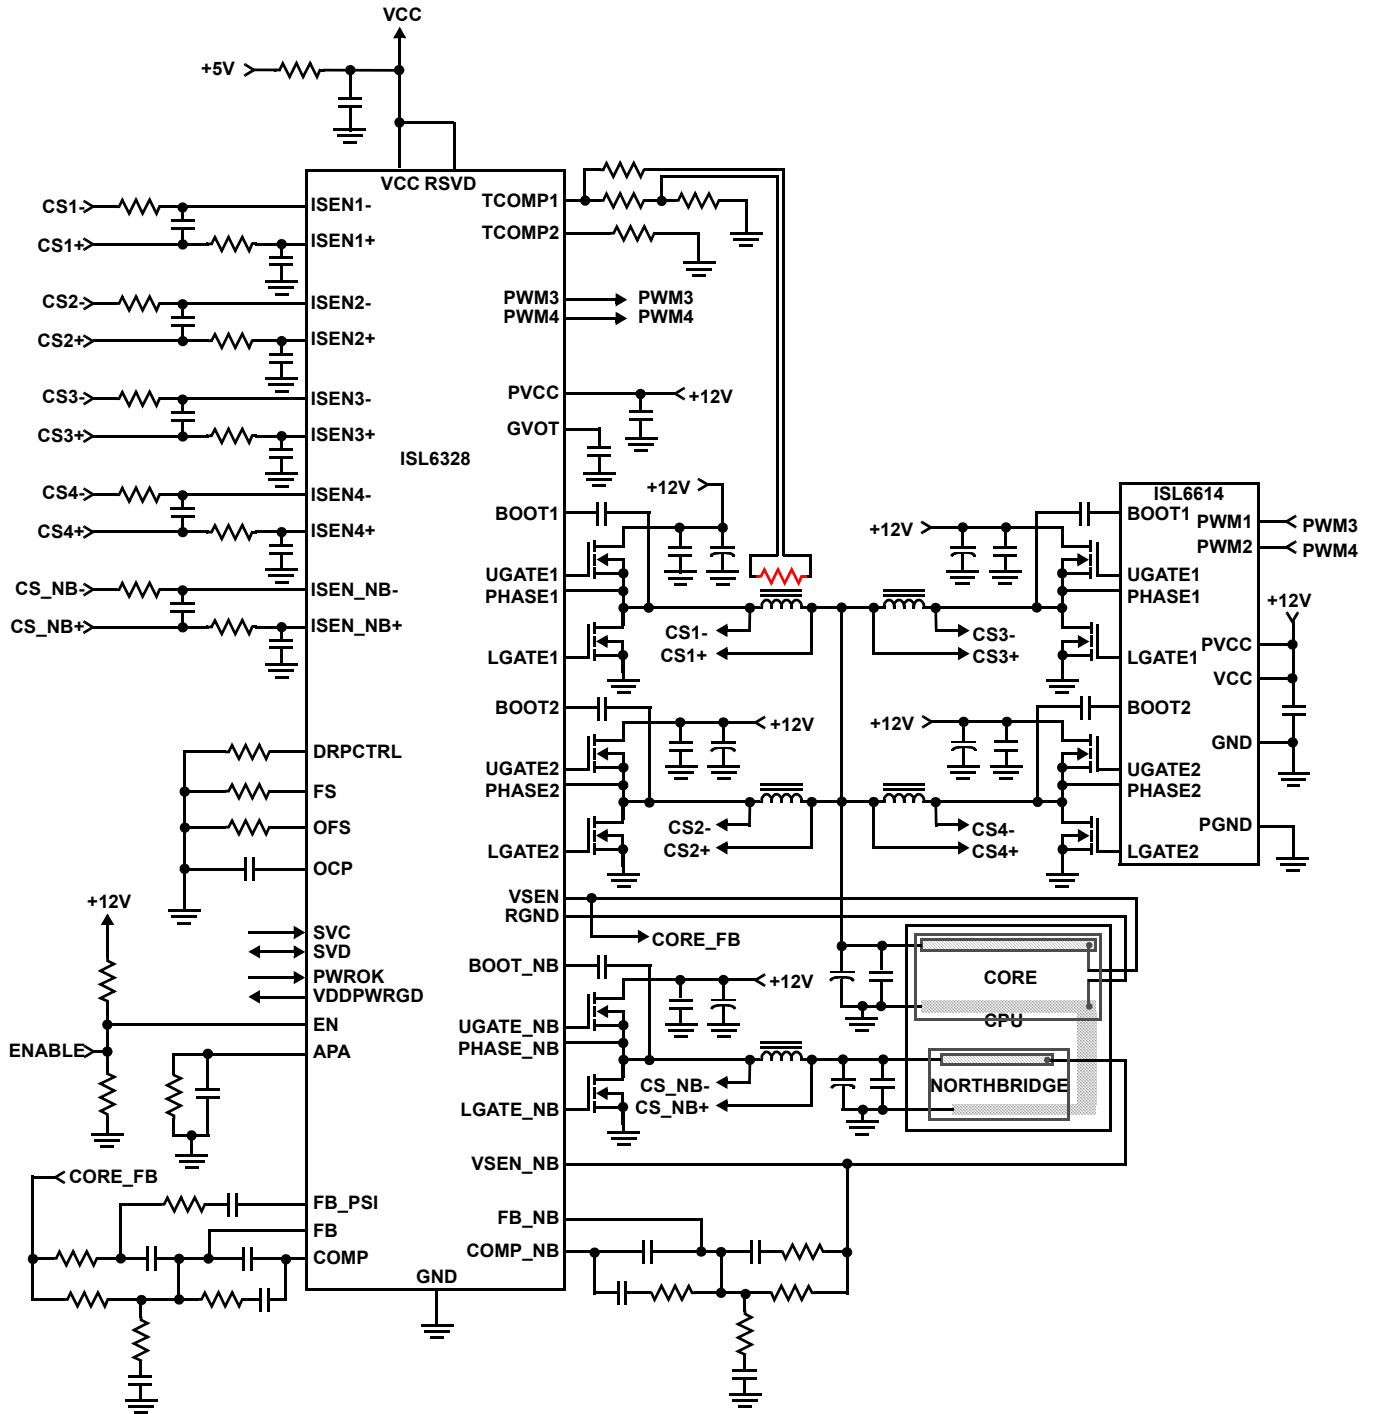 VCC
+5V
VCC RSVD
CS1-
ISEN1-
CS1+
ISEN1+
CS2-
ISEN2-
CS2+
ISEN2+
CS3-
ISEN3-
CS3+
ISEN3+
CS4-
ISEN4-
CS4+
ISEN4+
CS_NB-
ISEN_NB-
CS_NB+
ISEN_NB+
DRPCTRL
FS
OFS
OCP
+12V
SVC
SVD
PWROK
VDDPWRGD
EN
ENABLE
APA
CORE_FB
FB_PSI
FB
COMP
GND
ISL6328
TCOMP1
TCOMP2
PWM3
PWM3
PWM4
PWM4
PVCC
+12V
GVOT
+12V
BOOT1
UGATE1
PHASE1
CS1-
CS1+
LGATE1
BOOT2
+12V
UGATE2
PHASE2
CS2-
CS2+
LGATE2
VSEN
RGND
CORE_FB
BOOT_NB
+12V
UGATE_NB
PHASE_NB
CS_NB-
CS_NB+
LGATE_NB
VSEN_NB
FB_NB
COMP_NB
+12V
CS3-
CS3+
+12V
CS4-
CS4+
ISL6614
BOOT1
PWM1
PWM3
PWM2
PWM4
UGATE1
PHASE1
+12V
PVCC
LGATE1
VCC
BOOT2
GND
UGATE2
PHASE2
PGND
LGATE2
CORE
CPU
NORTHBRIDGE